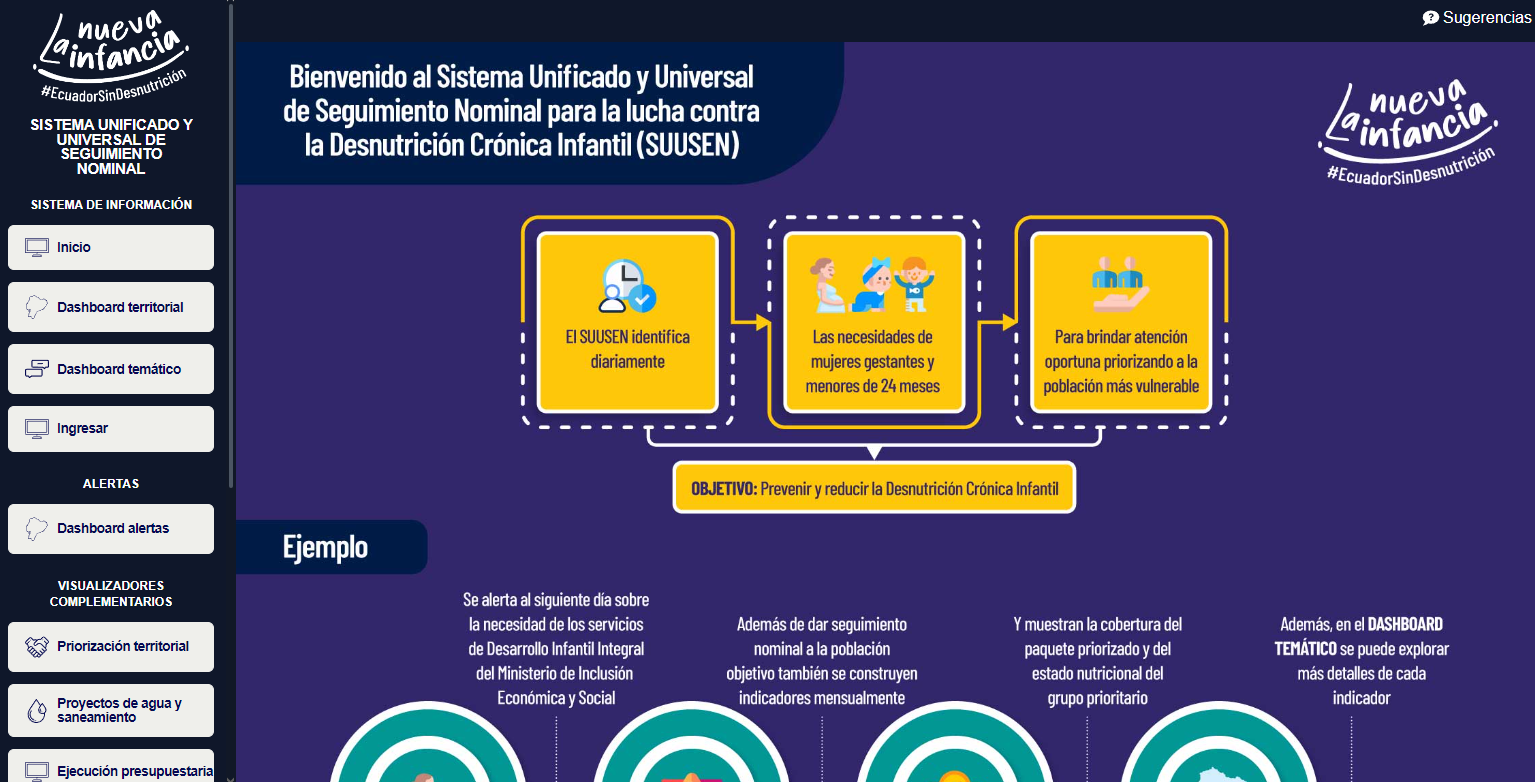 La nueva
infancia
#EcuadorSinDesnutrición
SISTEMA UNIFICADO Y
UNIVERSAL DE
SEGUIMIENTO
NOMINAL
SISTEMA DE INFORMACIÓN
Inicio
Dashboard territorial
Dashboard temático
Ingresar
ALERTAS
Dashboard alertas
VISUALIZADORES
COMPLEMENTARIOS
Priorización territorial
Proyectos de agua y
saneamiento
Ejecución presupuestaria
Sugerencias
Bienvenido al Sistema Unificado y Universal
de Seguimiento Nominal para la lucha contra
la Desnutrición Crónica Infantil (SUUSEN)
La nueva
infancia
#EcuadorSinDesnutrición
El SUUSEN identifica
diariamente
Las necesidades de
mujeres gestantes y
menores de 24 meses
Para brindar atención
oportuna priorizando a la
población más vulnerable
OBJETIVO: Prevenir y reducir la Desnutrición Crónica Infantil
Ejemplo
Se alerta al siguiente día sobre
la necesidad de los servicios
de Desarrollo Infantil Integral
del Ministerio de Inclusión
Económica y Social
Además de dar seguimiento
nominal a la población
objetivo también se construyen
indicadores mensualmente
Y muestran la cobertura del
paquete priorizado y del
estado nutricional del
grupo prioritario
Además, en el DASHBOARD
TEMÁTICO se puede explorar
más detalles de cada
indicador